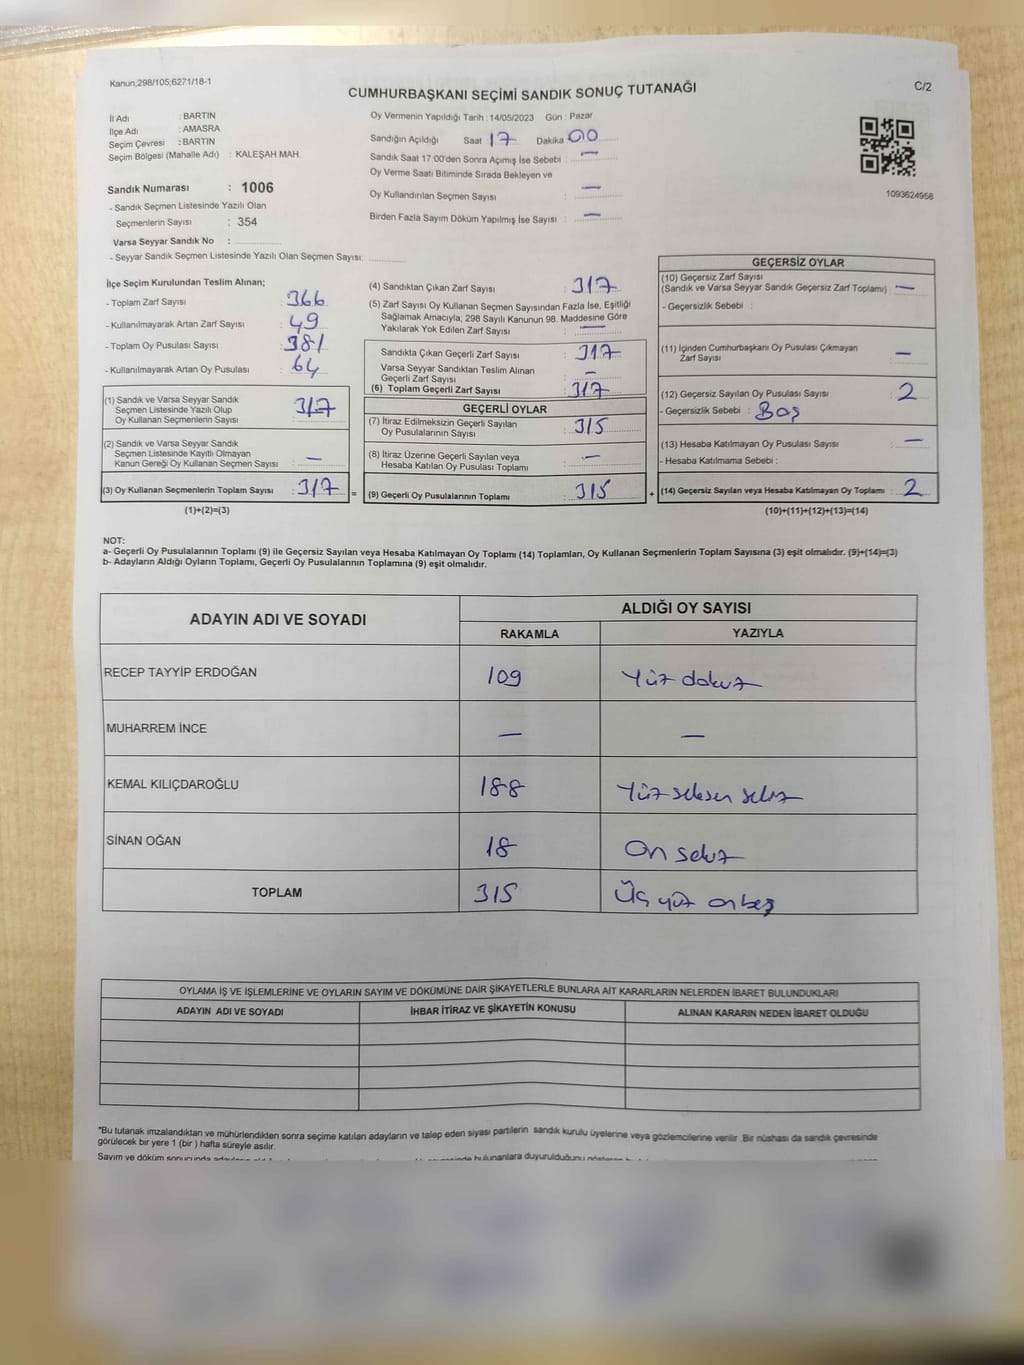 Kanun;298/105;6271/18-1
CUMHURBAŞKANI SEÇİMİ SANDIK SONUÇ TUTANAĞI
C/2
İl Adı : BARTIN
İlçe Adı : AMASRA
Seçim Çevresi : BARTIN
Seçim Bölgesi (Mahalle Adı) : KALEŞAH MAH.
Sandık Numarası : 1006
- Sandık Seçmen Listesinde Yazılı Olan
Seçmenlerin Sayısı : 354
Varsa Seyyar Sandık No :
- Seyyar Sandık Seçmen Listesinde Yazılı Olan Seçmen Sayısı:
Oy Vermenin Yapıldığı Tarih : 14/05/2023 Gün : Pazar
Sandığın Açıldığı Saat 17 Dakika 00
Sandık Saat 17:00'den Sonra Açımış İse Sebebi : —
Oy Verme Saati Bitiminde Sırada Bekleyen ve
Oy Kullandırılan Seçmen Sayısı : —
Birden Fazla Sayım Döküm Yapılmış İse Sayısı : —
1093624958
İlçe Seçim Kurulundan Teslim Alınan;
- Toplam Zarf Sayısı : 366
- Kullanılmayarak Artan Zarf Sayısı : 49
- Toplam Oy Pusulası Sayısı : 381
- Kullanılmayarak Artan Oy Pusulası : 64
(1) Sandık ve Varsa Seyyar Sandık
Seçmen Listesinde Yazılı Olup
Oy Kullanan Seçmenlerin Sayısı : 317
(2) Sandık ve Varsa Seyyar Sandık
Seçmen Listesinde Kayıtlı Olmayan
Kanun Gereği Oy Kullanan Seçmen Sayısı : —
(3) Oy Kullanan Seçmenlerin Toplam Sayısı : 317
(1)+(2)=(3)
=
(4) Sandıktan Çıkan Zarf Sayısı : 317
(5) Zarf Sayısı Oy Kullanan Seçmen Sayısından Fazla İse, Eşitliği
Sağlamak Amacıyla; 298 Sayılı Kanunun 98. Maddesine Göre
Yakılarak Yok Edilen Zarf Sayısı : —
Sandıkta Çıkan Geçerli Zarf Sayısı : 317
Varsa Seyyar Sandıktan Teslim Alınan
Geçerli Zarf Sayısı : —
(6) Toplam Geçerli Zarf Sayısı : 317
GEÇERLİ OYLAR
(7) İtiraz Edilmeksizin Geçerli Sayılan
Oy Pusulalarının Sayısı : 315
(8) İtiraz Üzerine Geçerli Sayılan veya
Hesaba Katılan Oy Pusulası Toplamı : —
(9) Geçerli Oy Pusulalarının Toplamı : 315
+
GEÇERSİZ OYLAR
(10) Geçersiz Zarf Sayısı
(Sandık ve Varsa Seyyar Sandık Geçersiz Zarf Toplamı) : —
- Geçersizlik Sebebi :
(11) İçinden Cumhurbaşkanı Oy Pusulası Çıkmayan
Zarf Sayısı : —
(12) Geçersiz Sayılan Oy Pusulası Sayısı : 2
- Geçersizlik Sebebi : Boş
(13) Hesaba Katılmayan Oy Pusulası Sayısı : —
- Hesaba Katılmama Sebebi :
(14) Geçersiz Sayılan veya Hesaba Katılmayan Oy Toplamı : 2
(10)+(11)+(12)+(13)=(14)
NOT:
a- Geçerli Oy Pusulalarının Toplamı (9) ile Geçersiz Sayılan veya Hesaba Katılmayan Oy Toplamı (14) Toplamları, Oy Kullanan Seçmenlerin Toplam Sayısına (3) eşit olmalıdır. (9)+(14)=(3)
b- Adayların Aldığı Oyların Toplamı, Geçerli Oy Pusulalarının Toplamına (9) eşit olmalıdır.
ADAYIN ADI VE SOYADI ALDIĞI OY SAYISI
RAKAMLA YAZIYLA
RECEP TAYYİP ERDOĞAN 109 Yüz dokuz
MUHARREM İNCE — —
KEMAL KILIÇDAROĞLU 188 Yüz seksen sekiz
SİNAN OĞAN 18 On sekiz
TOPLAM 315 Üç yüz onbeş
OYLAMA İŞ VE İŞLEMLERİNE VE OYLARIN SAYIM VE DÖKÜMÜNE DAİR ŞİKAYETLERLE BUNLARA AİT KARARLARIN NELERDEN İBARET BULUNDUKLARI
ADAYIN ADI VE SOYADI İHBAR İTİRAZ VE ŞİKAYETİN KONUSU ALINAN KARARIN NEDEN İBARET OLDUĞU
*Bu tutanak imzalandıktan ve mühürlendikten sonra seçime katılan adayların ve talep eden siyasi partilerin sandık kurulu üyelerine veya gözlemcilerine verilir .Bir nüshası da sandık çevresinde
görülecek bir yere 1 (bir ) hafta süreyle asılır.
Sayım ve döküm sonucunda